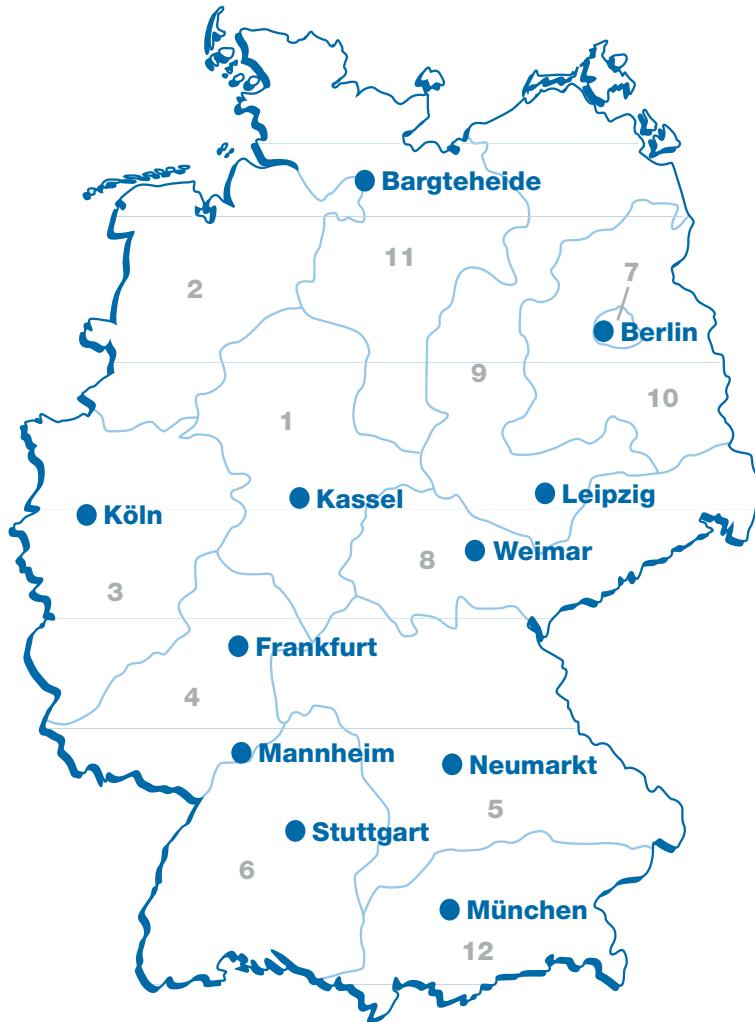 Bargteheide
11
7
2
Berlin
9
10
1
Leipzig
Kassel
Köln
Weimar
8
3
Frankfurt
4
Mannheim
Neumarkt
5
Stuttgart
6
München
12